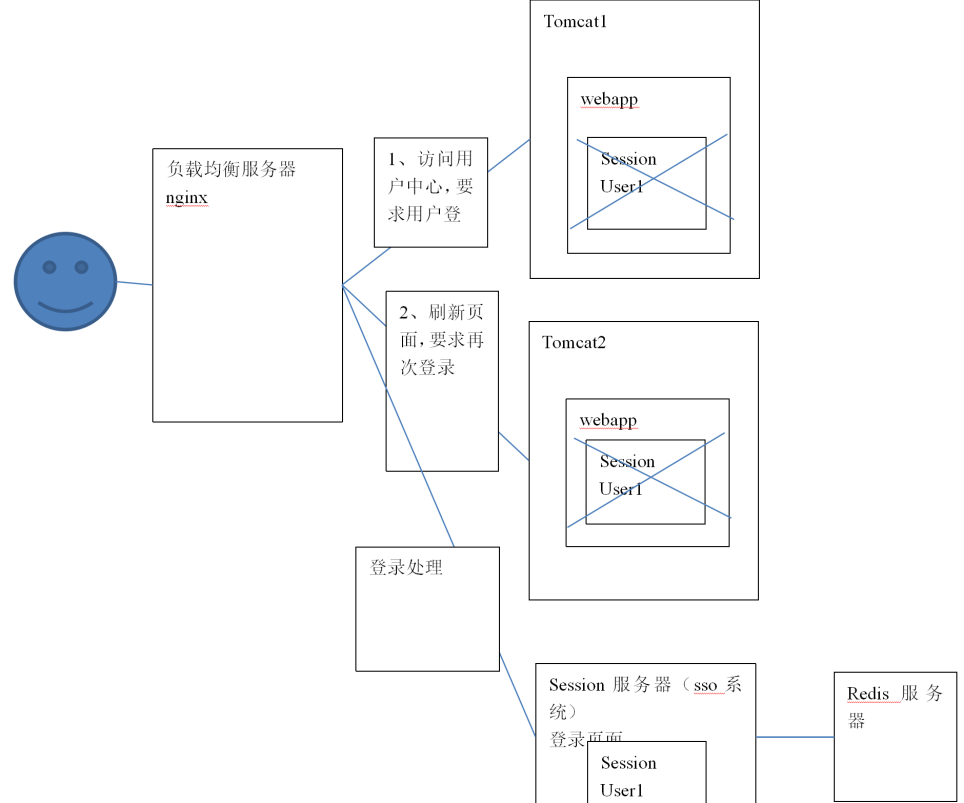 Tomcat1
webapp
Session
User1
负载均衡服务器
nginx
1、访问用
户中心,要
求用户登
2、刷新页
面,要求再
次登录
Tomcat2
webapp
Session
User1
登录处理
Session 服务器（sso 系
统）
登录页面
Session
User1
Redis 服务
器